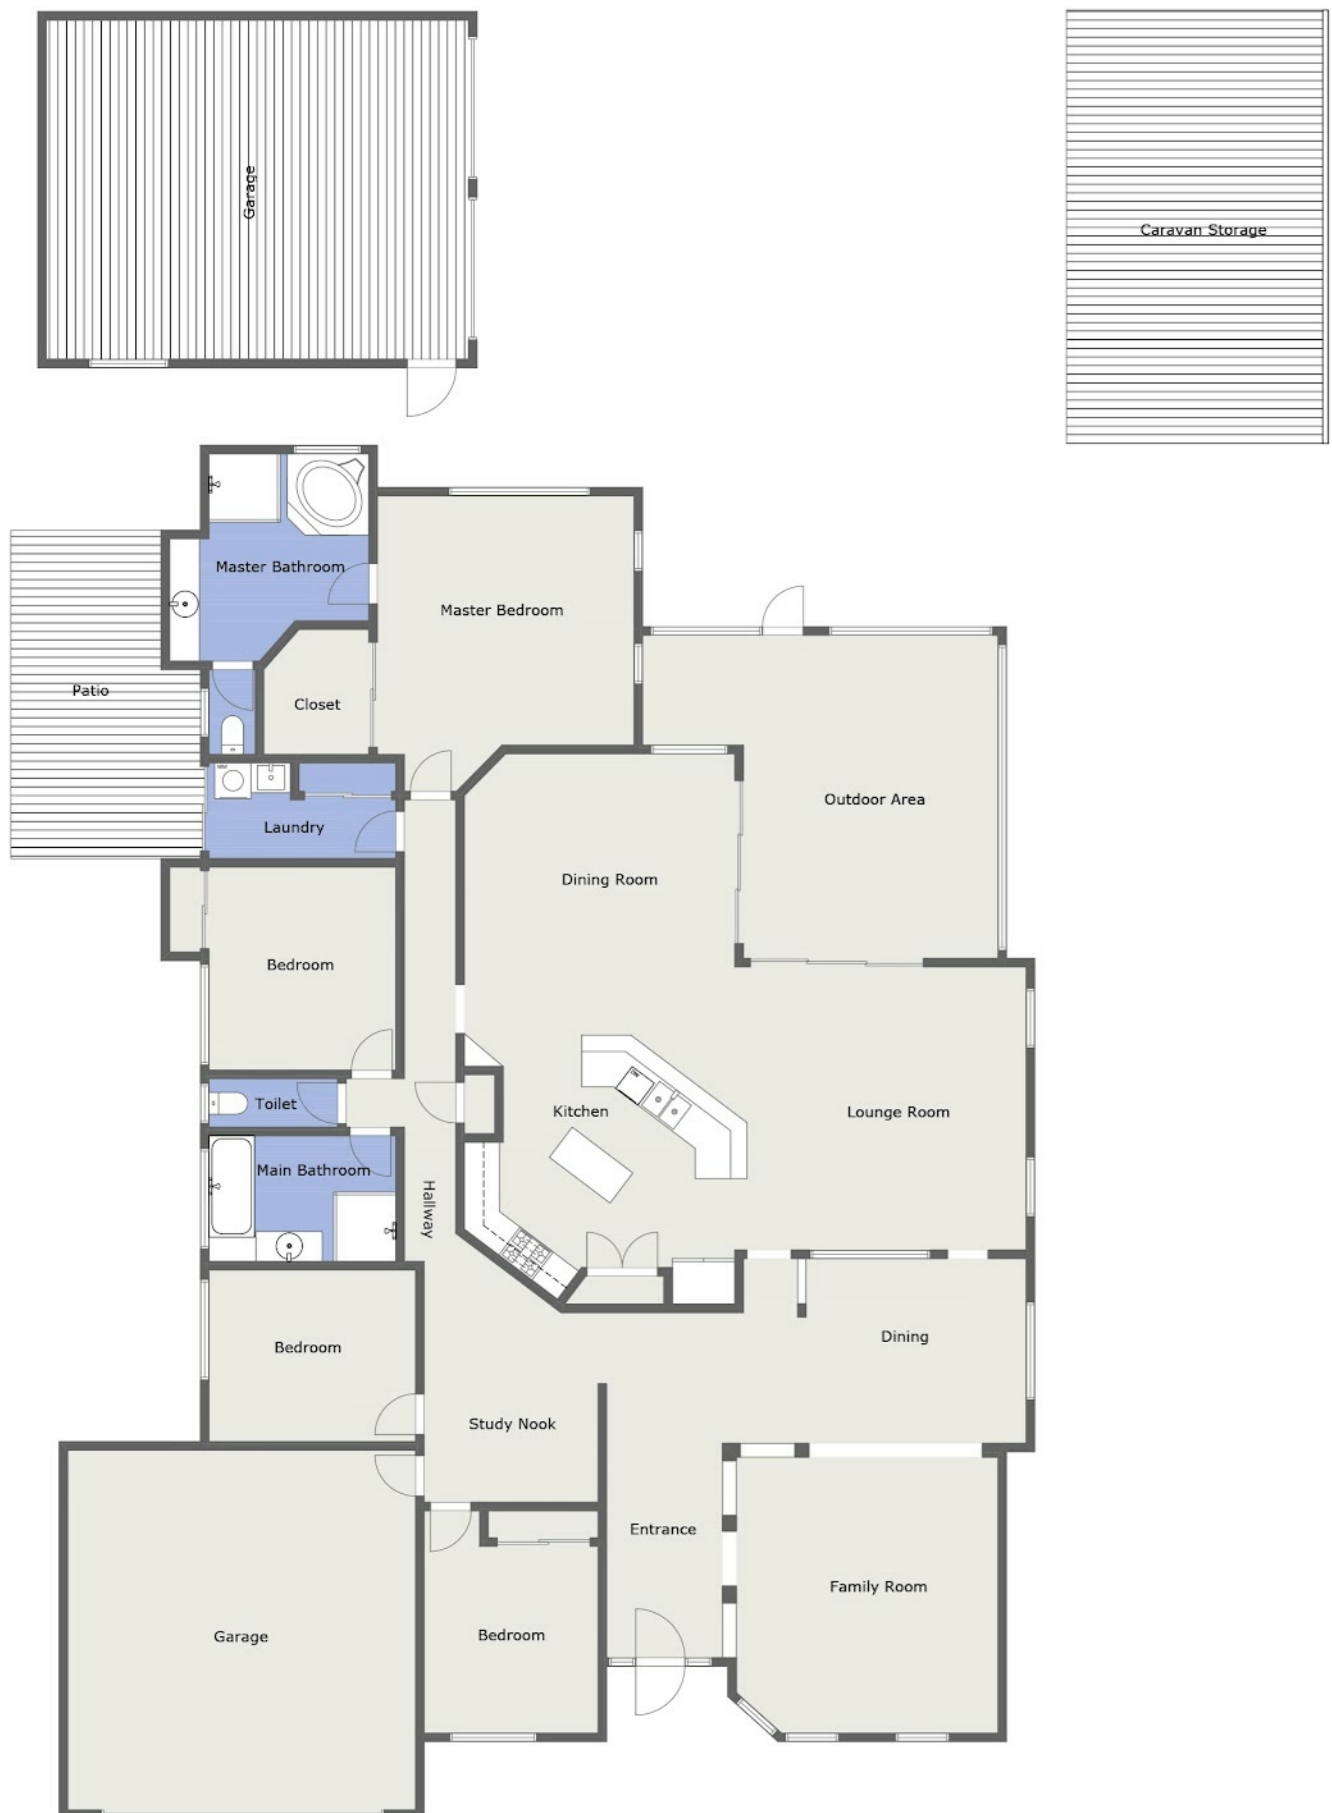 Garage
Caravan Storage
Master Bathroom
Master Bedroom
Patio
Closet
Laundry
Outdoor Area
Dining Room
Bedroom
Toilet
Kitchen
Lounge Room
Main Bathroom
Hallway
Dining
Bedroom
Study Nook
Entrance
Family Room
Bedroom
Garage